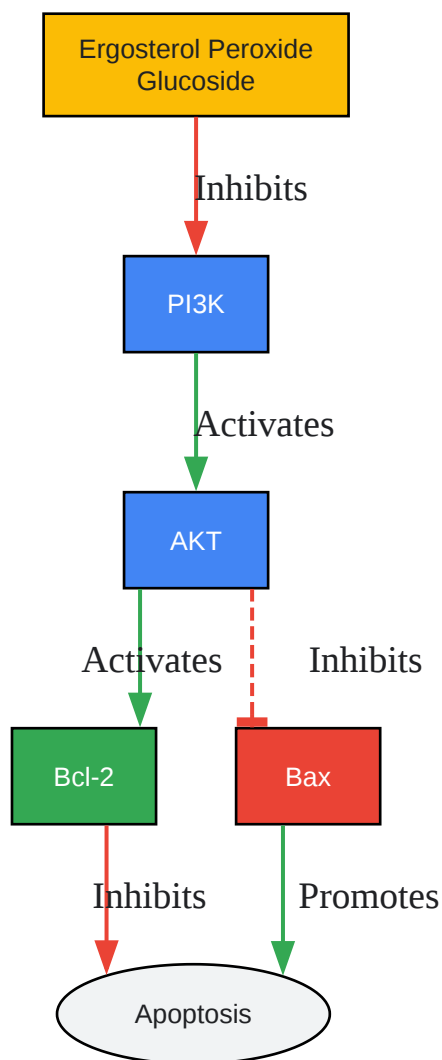 Ergosterol Peroxide
Glucoside
Inhibits
PI3K
Activates
AKT
Activates
Inhibits
Bcl-2
Bax
Inhibits
Promotes
Apoptosis